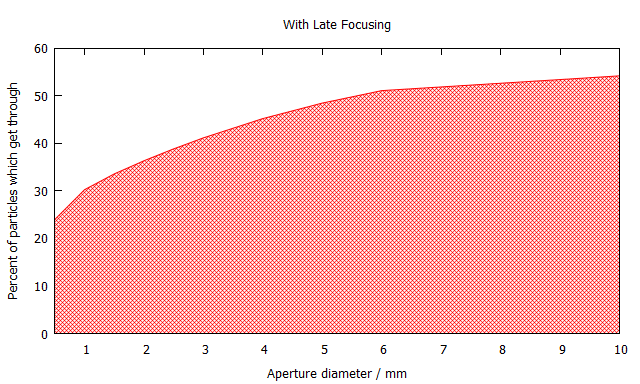 With Late Focusing
Percent of particles which get through
60
50
40
30
20
10
0
1 2 3 4 5 6 7 8 9 10
Aperture diameter / mm